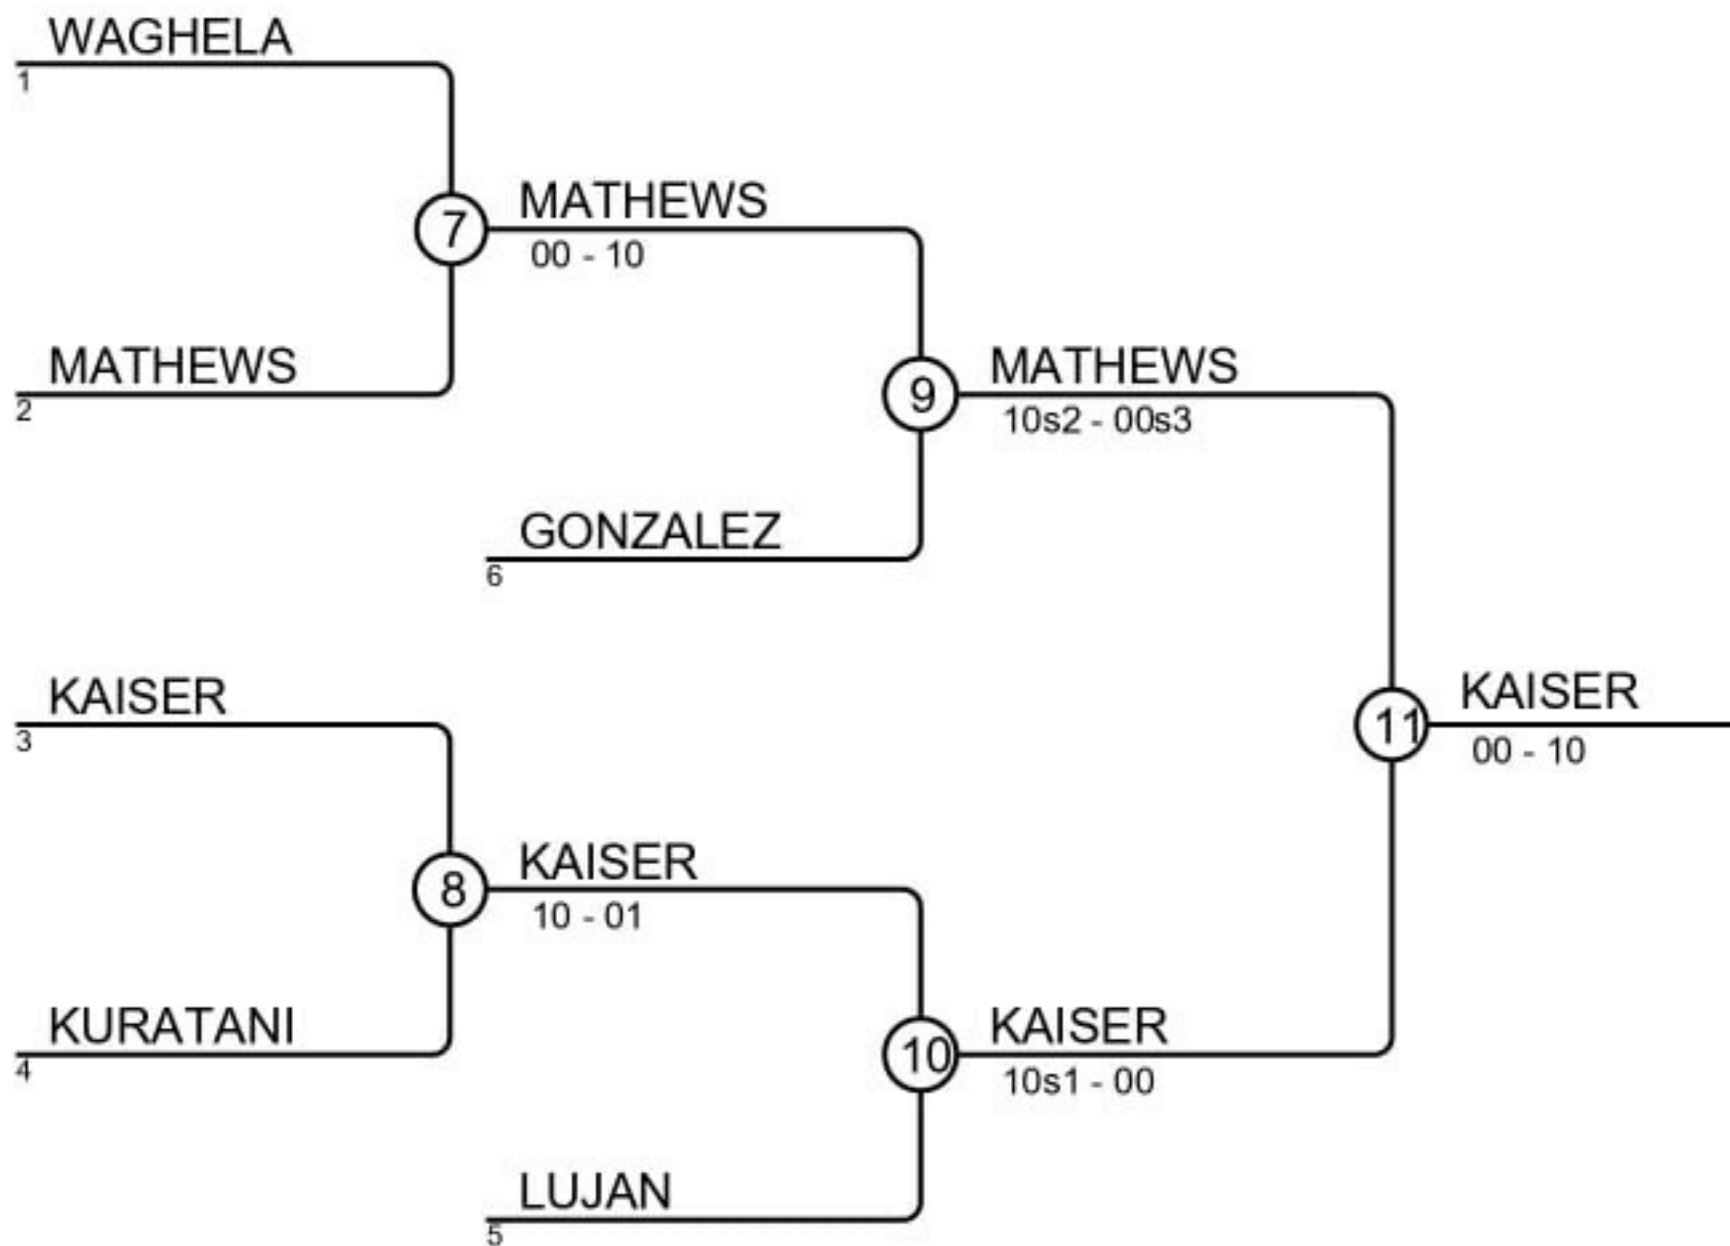 WAGHELA
1
7
MATHEWS
00 - 10
MATHEWS
2
9
MATHEWS
10s2 - 00s3
GONZALEZ
6
KAISER
3
11
KAISER
00 - 10
8
KAISER
10 - 01
KURATANI
4
10
KAISER
10s1 - 00
LUJAN
5